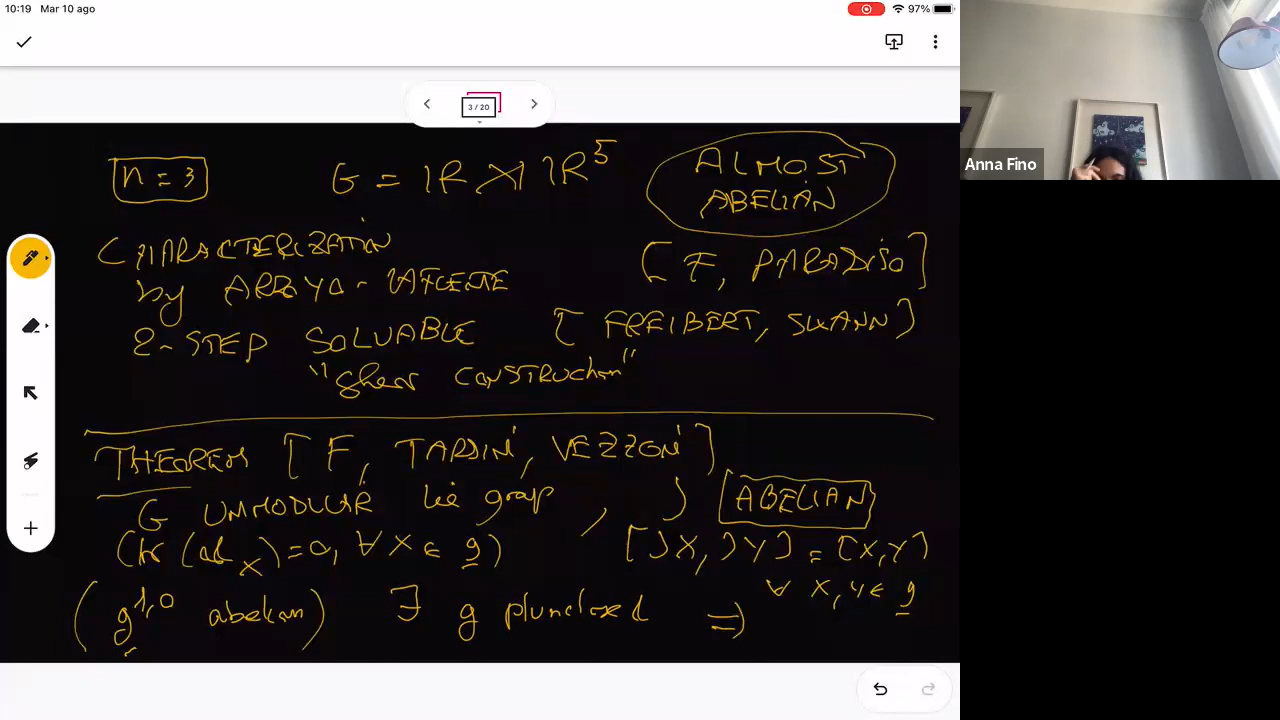 10:19 Mar 10 ago
97%
3 / 20
Anna Fino
n = 3 G = ℝ ⋊ ℝ⁵ ALMOST ABELIAN
CHARACTERIZATION [F, PARADISO]
by ARROYO - LAFUENTE
2-STEP SOLVABLE [FREIBERT, SWANN]
"Shear CONSTRUCTION"
THEOREM [F, TARDINI, VEZZONI]
G UNIMODULAR Lie group, J ABELIAN
(tr (ad_X) = 0, ∀ X ∈ g) [JX, JY] = [X, Y]
∀ X, Y ∈ g
(g^{1,0} abelian) ∃ g pluriclosed ⇒